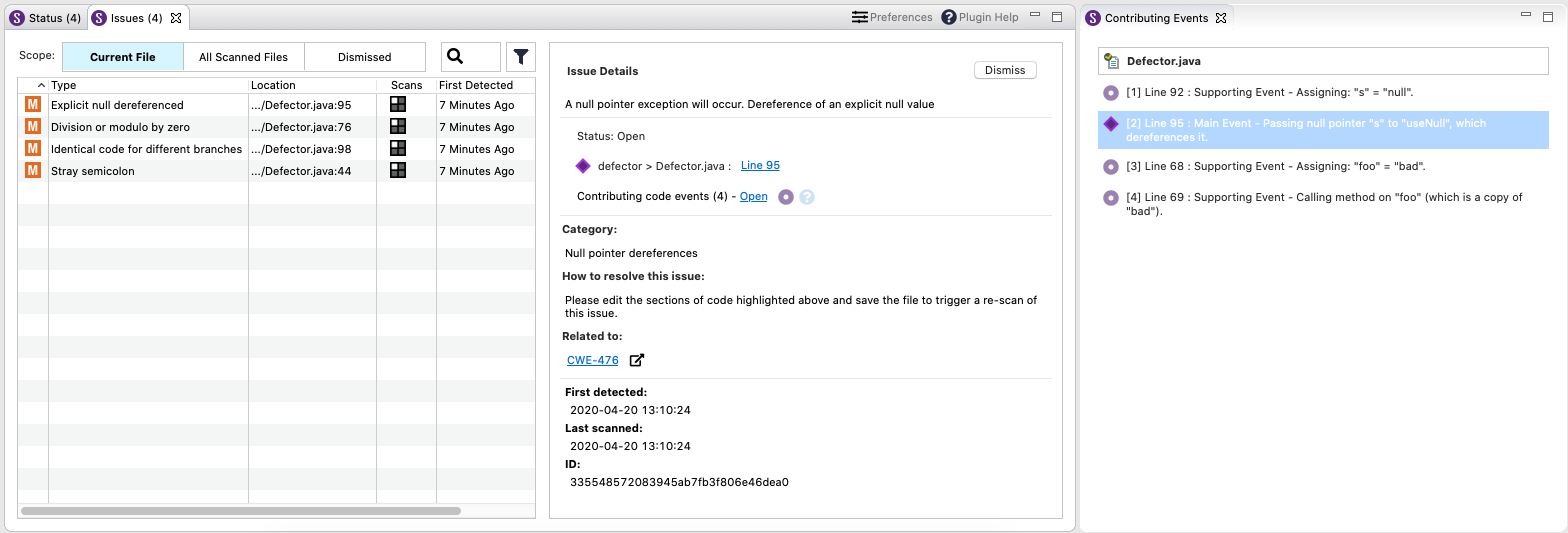 Status (4)
Issues (4)
Preferences
Plugin Help
Scope:
Current File
All Scanned Files
Dismissed
Type Location Scans First Detected
M Explicit null dereferenced .../Defector.java:95 7 Minutes Ago
M Division or modulo by zero .../Defector.java:76 7 Minutes Ago
M Identical code for different branches .../Defector.java:98 7 Minutes Ago
M Stray semicolon .../Defector.java:44 7 Minutes Ago
Issue Details
Dismiss
A null pointer exception will occur. Dereference of an explicit null value
Status: Open
defector > Defector.java : Line 95
Contributing code events (4) - Open ?
Category:
Null pointer dereferences
How to resolve this issue:
Please edit the sections of code highlighted above and save the file to trigger a re-scan of
this issue.
Related to:
CWE-476
First detected:
2020-04-20 13:10:24
Last scanned:
2020-04-20 13:10:24
ID:
335548572083945ab7fb3f806e46dea0
Contributing Events
Defector.java
[1] Line 92 : Supporting Event - Assigning: "s" = "null".
[2] Line 95 : Main Event - Passing null pointer "s" to "useNull", which
dereferences it.
[3] Line 68 : Supporting Event - Assigning: "foo" = "bad".
[4] Line 69 : Supporting Event - Calling method on "foo" (which is a copy of
"bad").